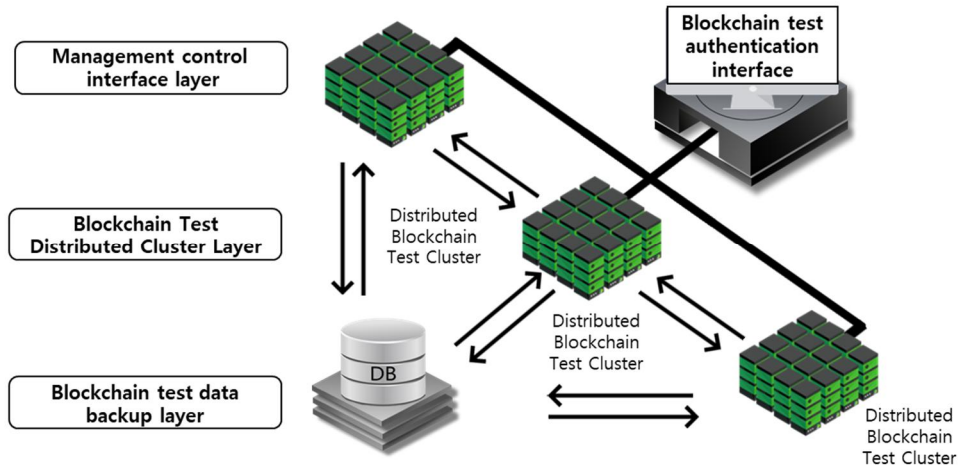 Management control
interface layer
Blockchain test
authentication
interface
Blockchain Test
Distributed Cluster Layer
Distributed
Blockchain
Test Cluster
Distributed
Blockchain
Test Cluster
DB
Blockchain test data
backup layer
Distributed
Blockchain
Test Cluster